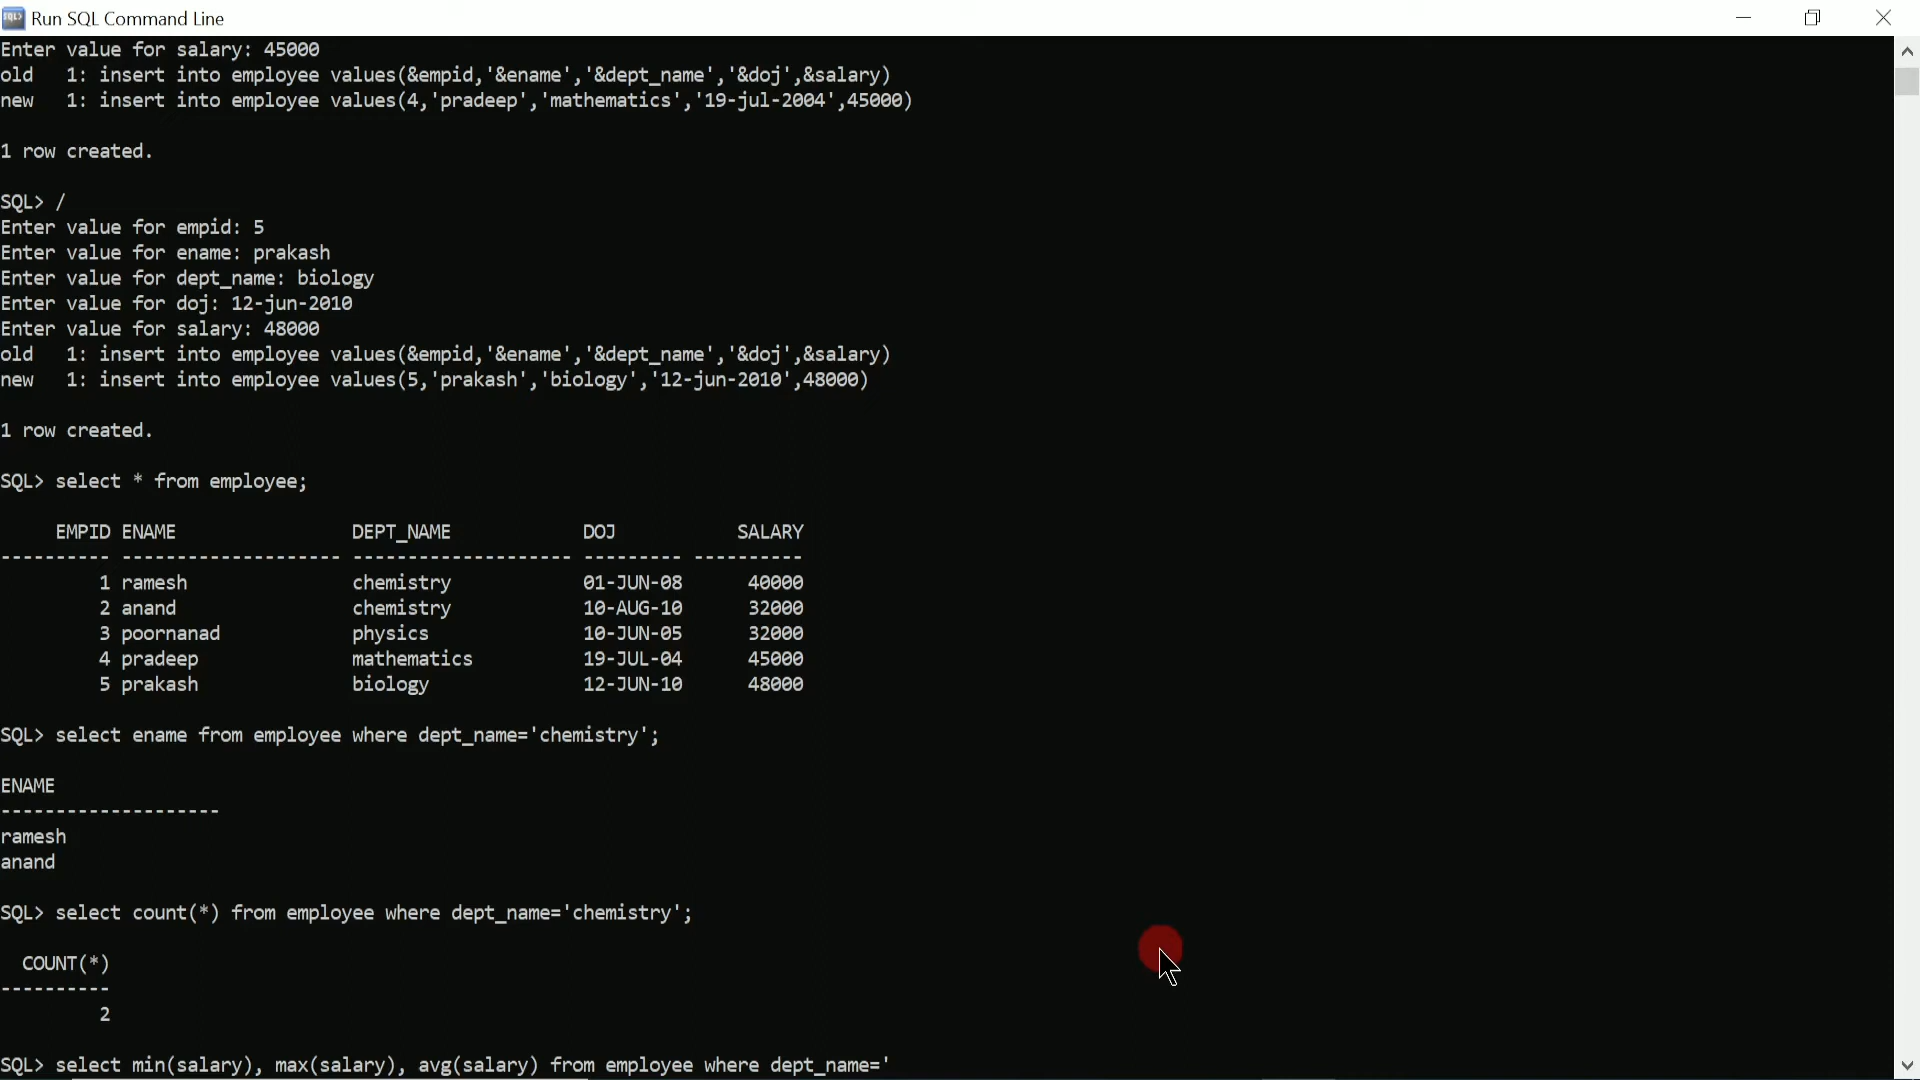 Run SQL Command Line
Enter value for salary: 45000
old   1: insert into employee values(&empid,'&ename','&dept_name','&doj',&salary)
new   1: insert into employee values(4,'pradeep','mathematics','19-jul-2004',45000)
1 row created.
SQL> /
Enter value for empid: 5
Enter value for ename: prakash
Enter value for dept_name: biology
Enter value for doj: 12-jun-2010
Enter value for salary: 48000
old   1: insert into employee values(&empid,'&ename','&dept_name','&doj',&salary)
new   1: insert into employee values(5,'prakash','biology','12-jun-2010',48000)
1 row created.
SQL> select * from employee;
     EMPID ENAME                DEPT_NAME            DOJ           SALARY
---------- -------------------- -------------------- --------- ----------
         1 ramesh               chemistry            01-JUN-08      40000
         2 anand                chemistry            10-AUG-10      32000
         3 poornanad            physics              10-JUN-05      32000
         4 pradeep              mathematics          19-JUL-04      45000
         5 prakash              biology              12-JUN-10      48000
SQL> select ename from employee where dept_name='chemistry';
ENAME
--------------------
ramesh
anand
SQL> select count(*) from employee where dept_name='chemistry';
  COUNT(*)
----------
         2
SQL> select min(salary), max(salary), avg(salary) from employee where dept_name='